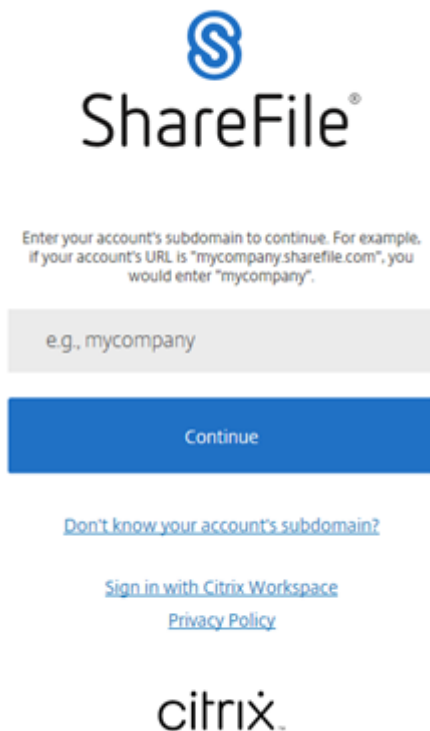 ShareFile®
Enter your account's subdomain to continue. For example,
if your account's URL is "mycompany.sharefile.com", you
would enter "mycompany".
e.g., mycompany
Continue
Don't know your account's subdomain?
Sign in with Citrix Workspace
Privacy Policy
citrix™